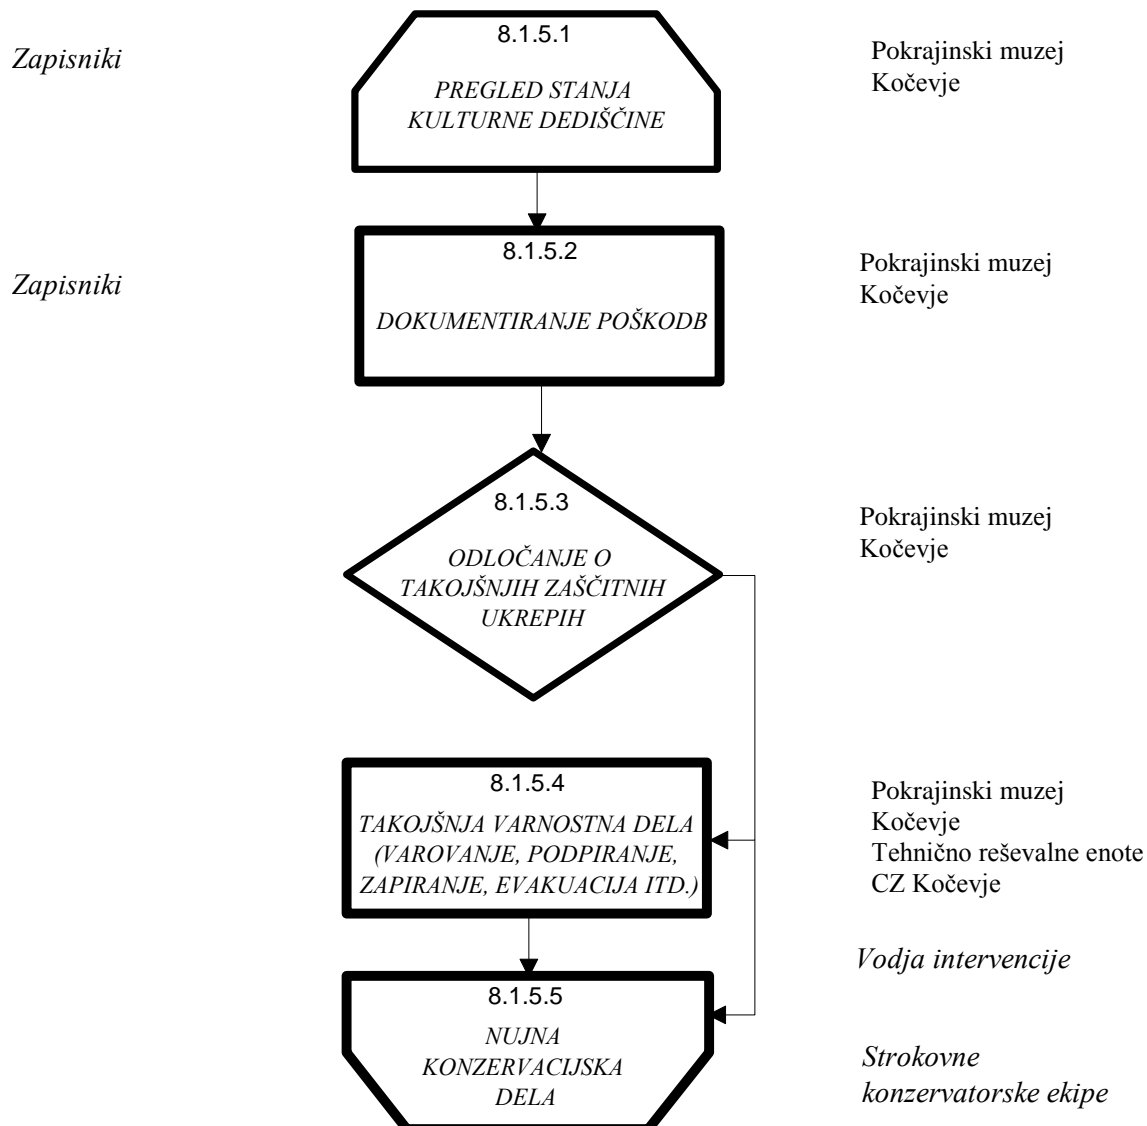 Zapisniki
8.1.5.1
PREGLED STANJA
KULTURNE DEDIŠČINE
Pokrajinski muzej
Kočevje
Zapisniki
8.1.5.2
DOKUMENTIRANJE POŠKODB
Pokrajinski muzej
Kočevje
8.1.5.3
ODLOČANJE O
TAKOJŠNJIH ZAŠČITNIH
UKREPIH
Pokrajinski muzej
Kočevje
8.1.5.4
TAKOJŠNJA VARNOSTNA DELA
(VAROVANJE, PODPIRANJE,
ZAPIRANJE, EVAKUACIJA ITD.)
Pokrajinski muzej
Kočevje
Tehnično reševalne enote
CZ Kočevje
Vodja intervencije
8.1.5.5
NUJNA
KONZERVACIJSKA
DELA
Strokovne
konzervatorske ekipe